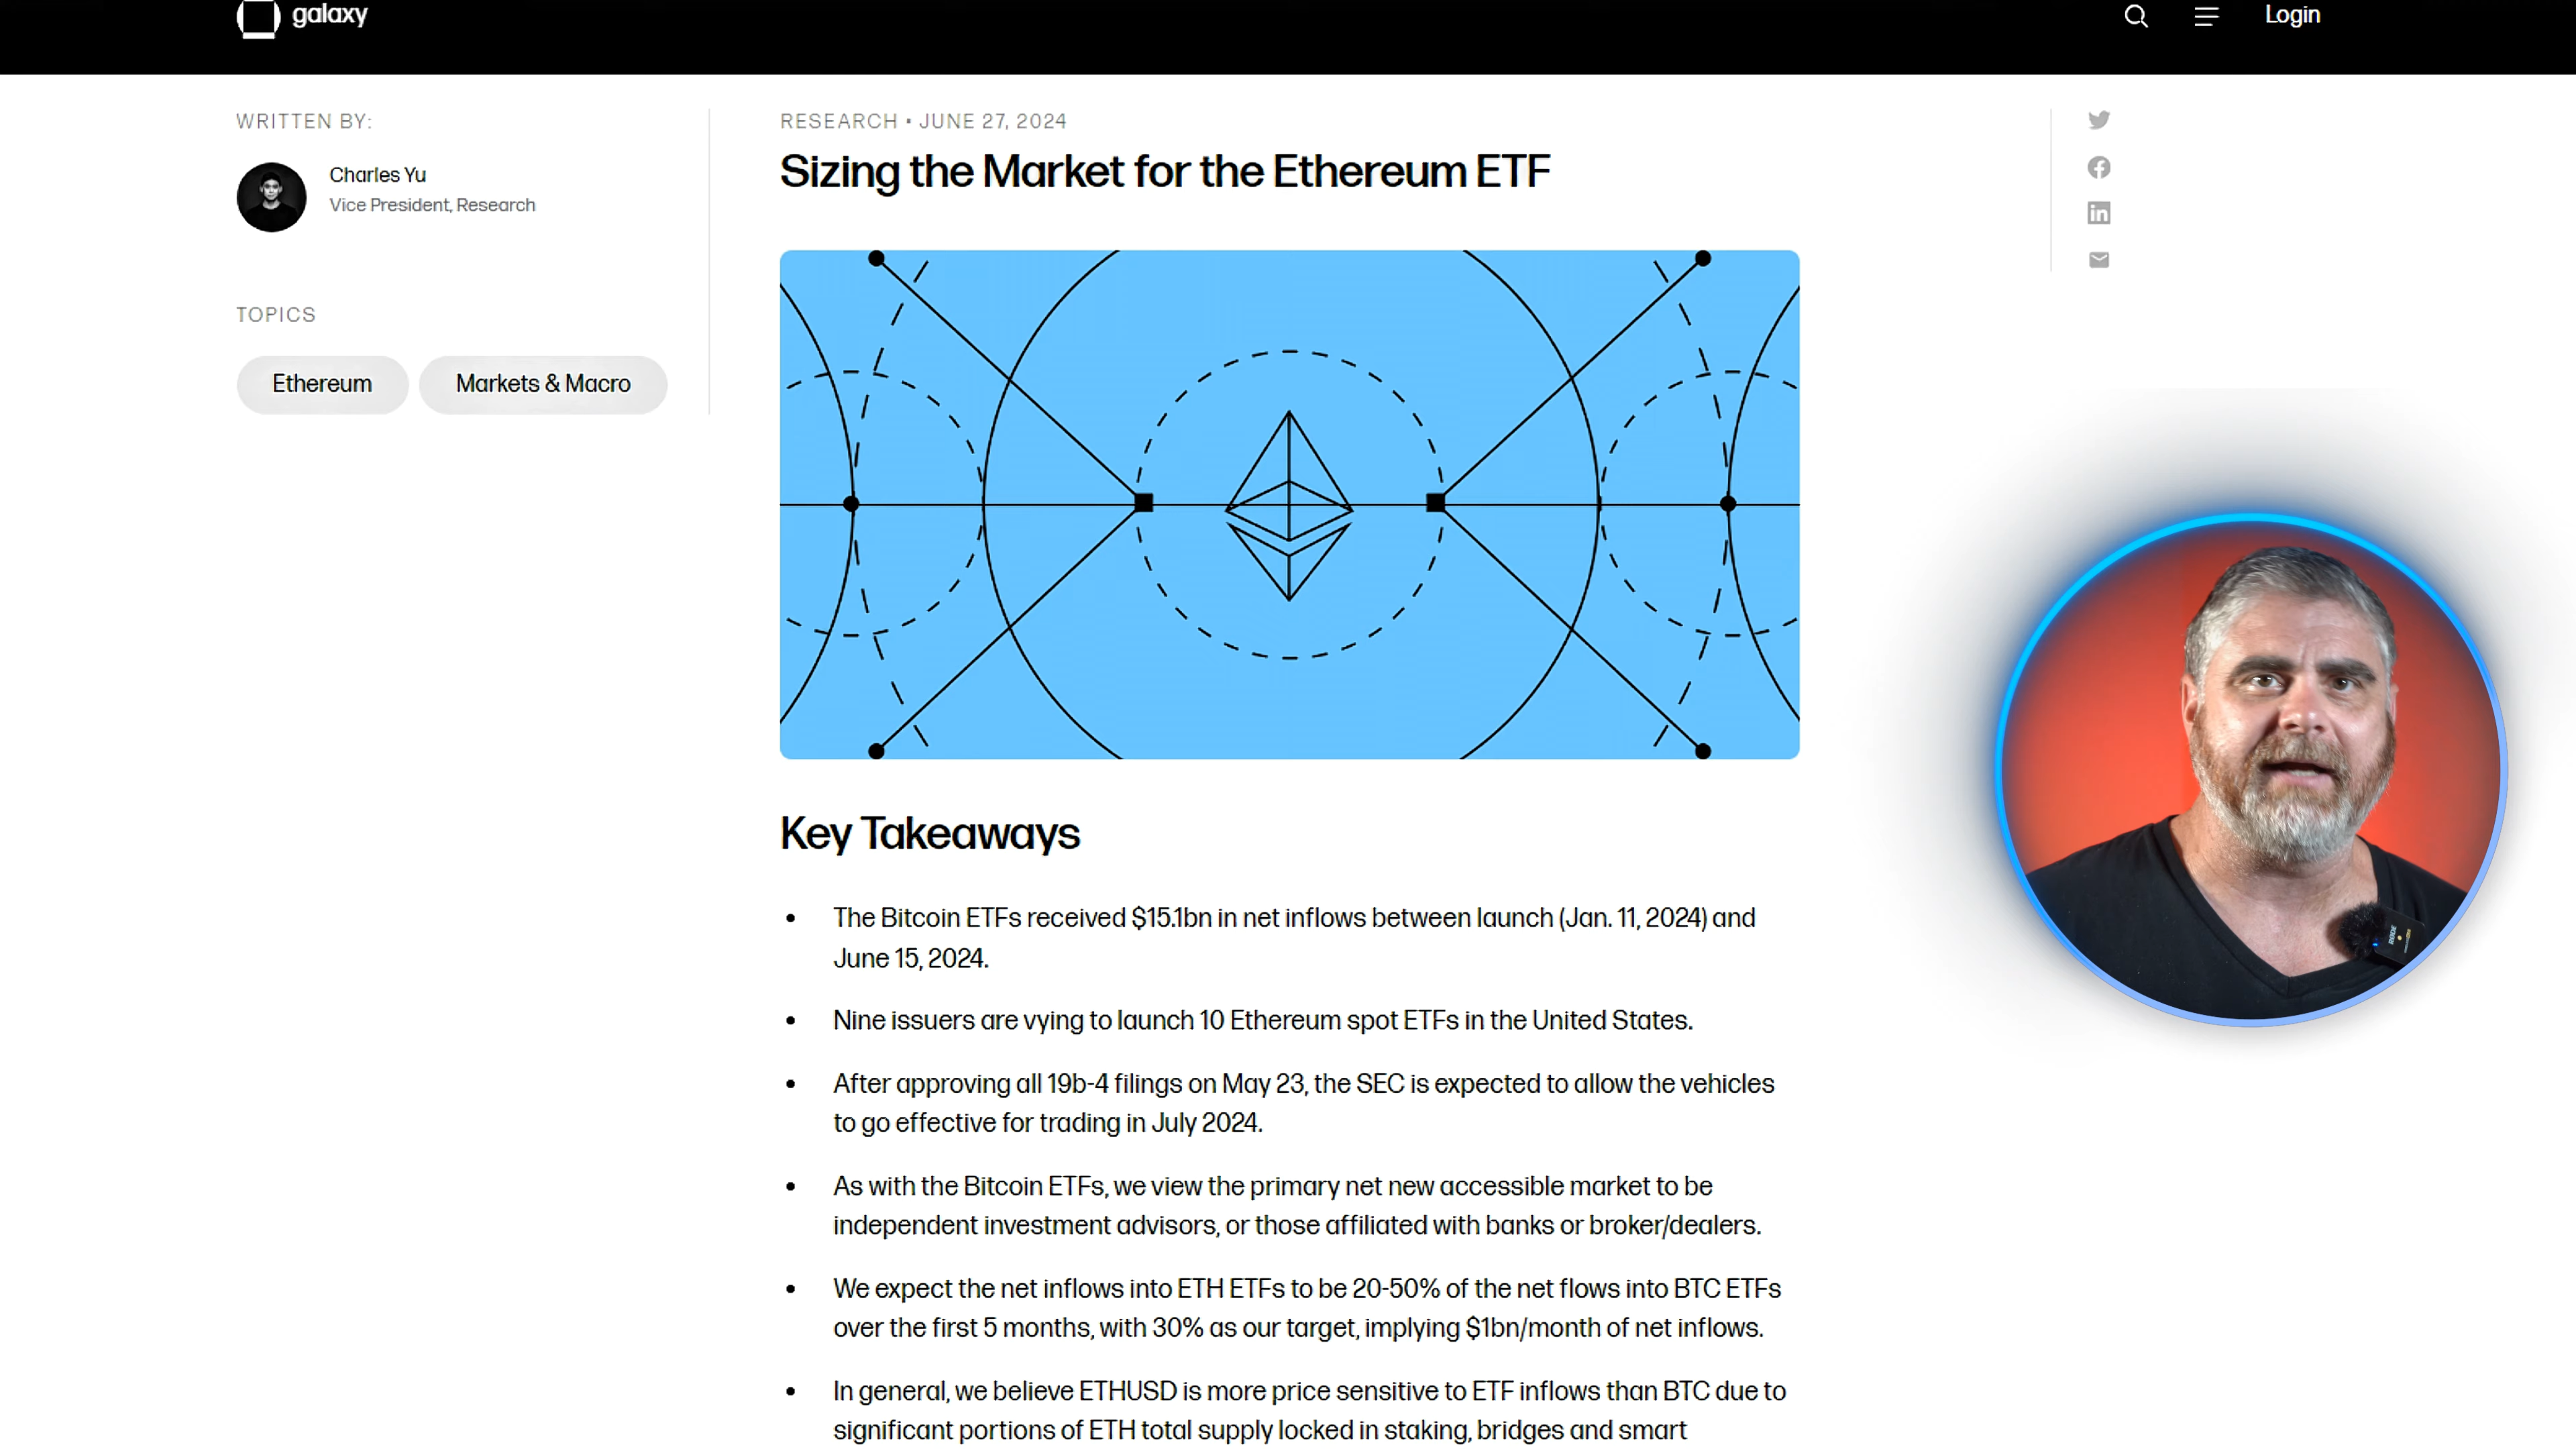 galaxy
Login
WRITTEN BY:
Charles Yu
Vice President, Research
TOPICS
Ethereum
Markets & Macro
RESEARCH • JUNE 27, 2024
Sizing the Market for the Ethereum ETF
Key Takeaways
• The Bitcoin ETFs received $15.1bn in net inflows between launch (Jan. 11, 2024) and
June 15, 2024.
• Nine issuers are vying to launch 10 Ethereum spot ETFs in the United States.
• After approving all 19b-4 filings on May 23, the SEC is expected to allow the vehicles
to go effective for trading in July 2024.
• As with the Bitcoin ETFs, we view the primary net new accessible market to be
independent investment advisors, or those affiliated with banks or broker/dealers.
• We expect the net inflows into ETH ETFs to be 20-50% of the net flows into BTC ETFs
over the first 5 months, with 30% as our target, implying $1bn/month of net inflows.
• In general, we believe ETHUSD is more price sensitive to ETF inflows than BTC due to
significant portions of ETH total supply locked in staking, bridges and smart
RØDE